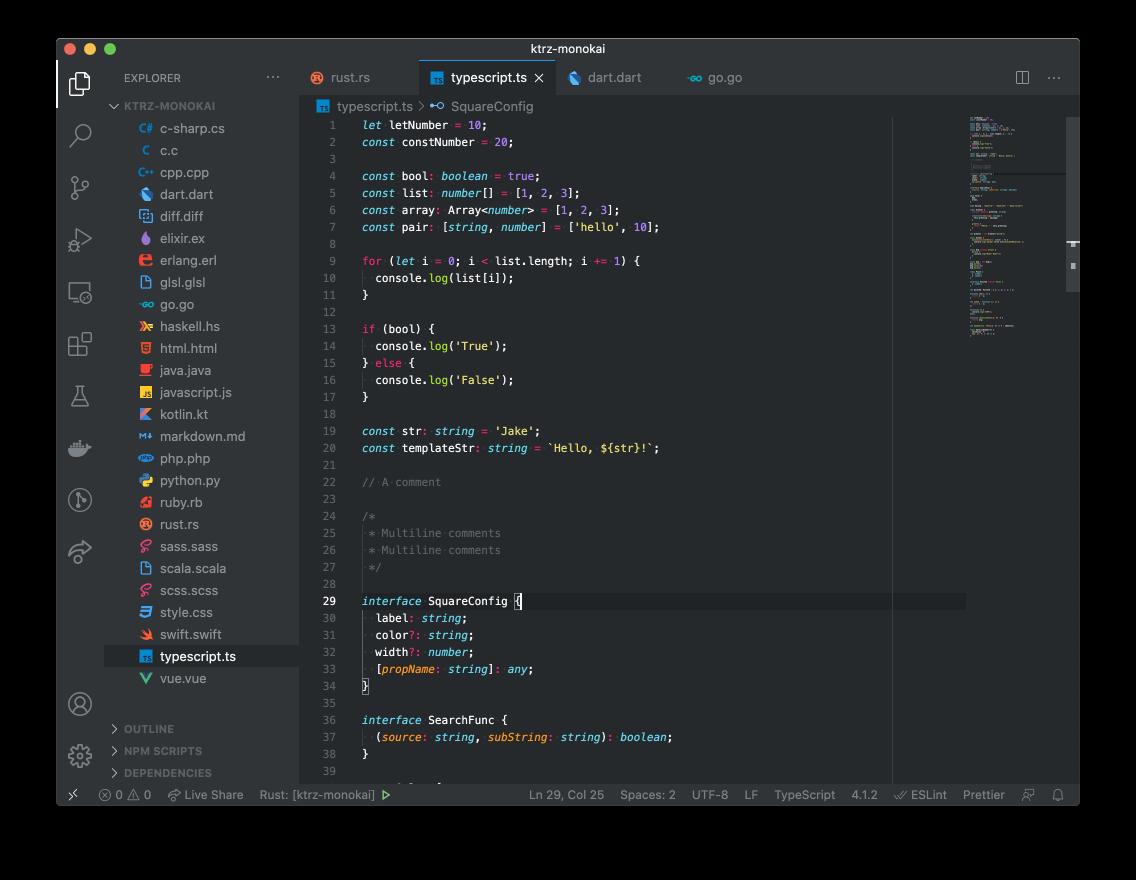 ktrz-monokai
EXPLORER
rust.rs
typescript.ts
dart.dart
go.go
KTRZ-MONOKAI
c-sharp.cs
c.c
cpp.cpp
dart.dart
diff.diff
elixir.ex
erlang.erl
glsl.glsl
go.go
haskell.hs
html.html
java.java
javascript.js
kotlin.kt
markdown.md
php.php
python.py
ruby.rb
rust.rs
sass.sass
scala.scala
scss.scss
style.css
swift.swift
typescript.ts
vue.vue
OUTLINE
NPM SCRIPTS
DEPENDENCIES
typescript.ts > SquareConfig
1 let letNumber = 10;
2 const constNumber = 20;
3
4 const bool: boolean = true;
5 const list: number[] = [1, 2, 3];
6 const array: Array<number> = [1, 2, 3];
7 const pair: [string, number] = ['hello', 10];
8
9 for (let i = 0; i < list.length; i += 1) {
10   console.log(list[i]);
11 }
12
13 if (bool) {
14   console.log('True');
15 } else {
16   console.log('False');
17 }
18
19 const str: string = 'Jake';
20 const templateStr: string = `Hello, ${str}!`;
21
22 // A comment
23
24 /*
25  * Multiline comments
26  * Multiline comments
27  */
28
29 interface SquareConfig {
30   label: string;
31   color?: string;
32   width?: number;
33   [propName: string]: any;
34 }
35
36 interface SearchFunc {
37   (source: string, subString: string): boolean;
38 }
39
0 0 Live Share Rust: [ktrz-monokai] Ln 29, Col 25 Spaces: 2 UTF-8 LF TypeScript 4.1.2 ESLint Prettier